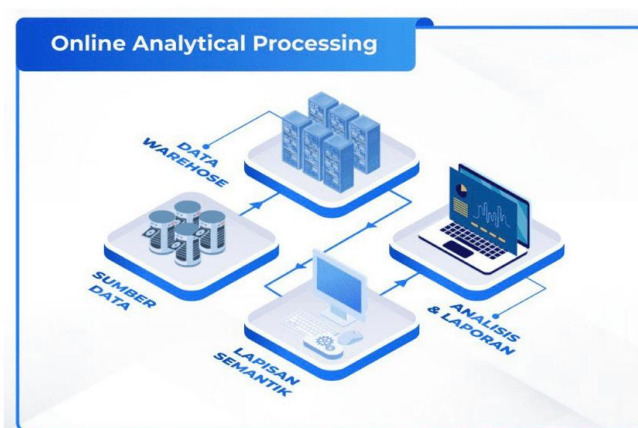 Online Analytical Processing
DATA
WAREHOSE
SUMBER
DATA
LAPISAN
SEMANTIK
ANALISIS
& LAPORAN